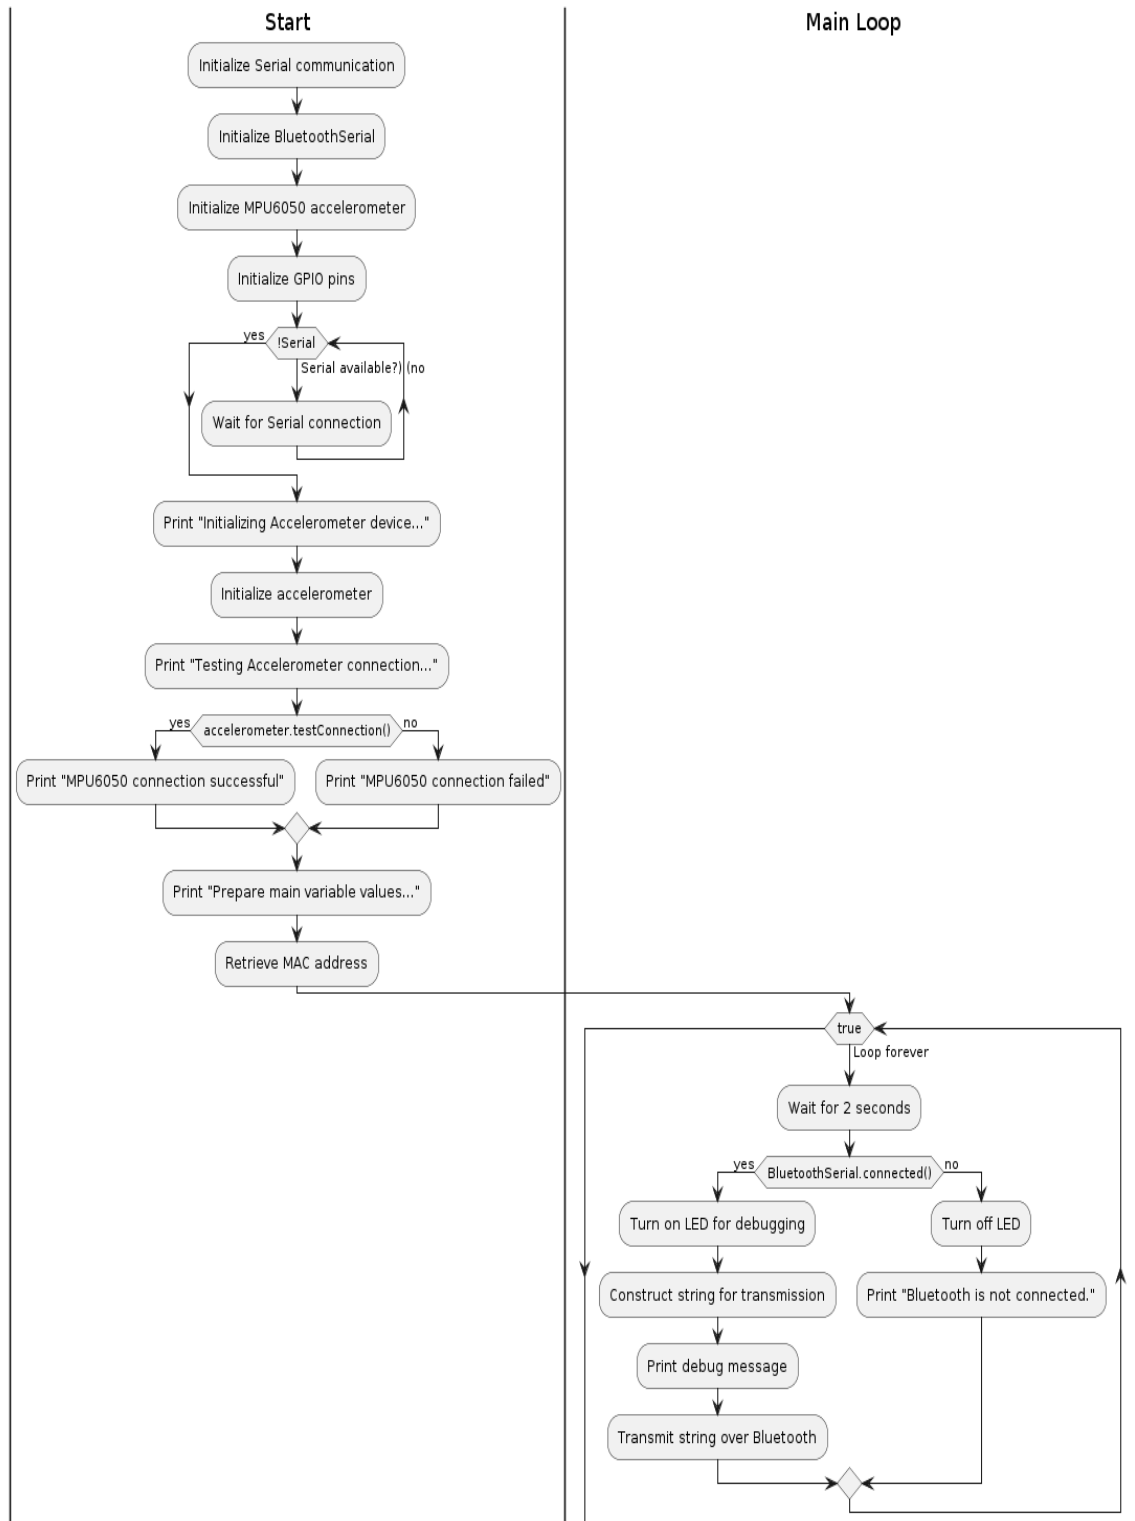 Start
Main Loop
Initialize Serial communication
Initialize BluetoothSerial
Initialize MPU6050 accelerometer
Initialize GPIO pins
yes
!Serial
Serial available?) (no
Wait for Serial connection
Print "Initializing Accelerometer device..."
Initialize accelerometer
Print "Testing Accelerometer connection..."
yes
accelerometer.testConnection()
no
Print "MPU6050 connection successful"
Print "MPU6050 connection failed"
Print "Prepare main variable values..."
Retrieve MAC address
true
Loop forever
Wait for 2 seconds
yes
BluetoothSerial.connected()
no
Turn on LED for debugging
Turn off LED
Construct string for transmission
Print "Bluetooth is not connected."
Print debug message
Transmit string over Bluetooth